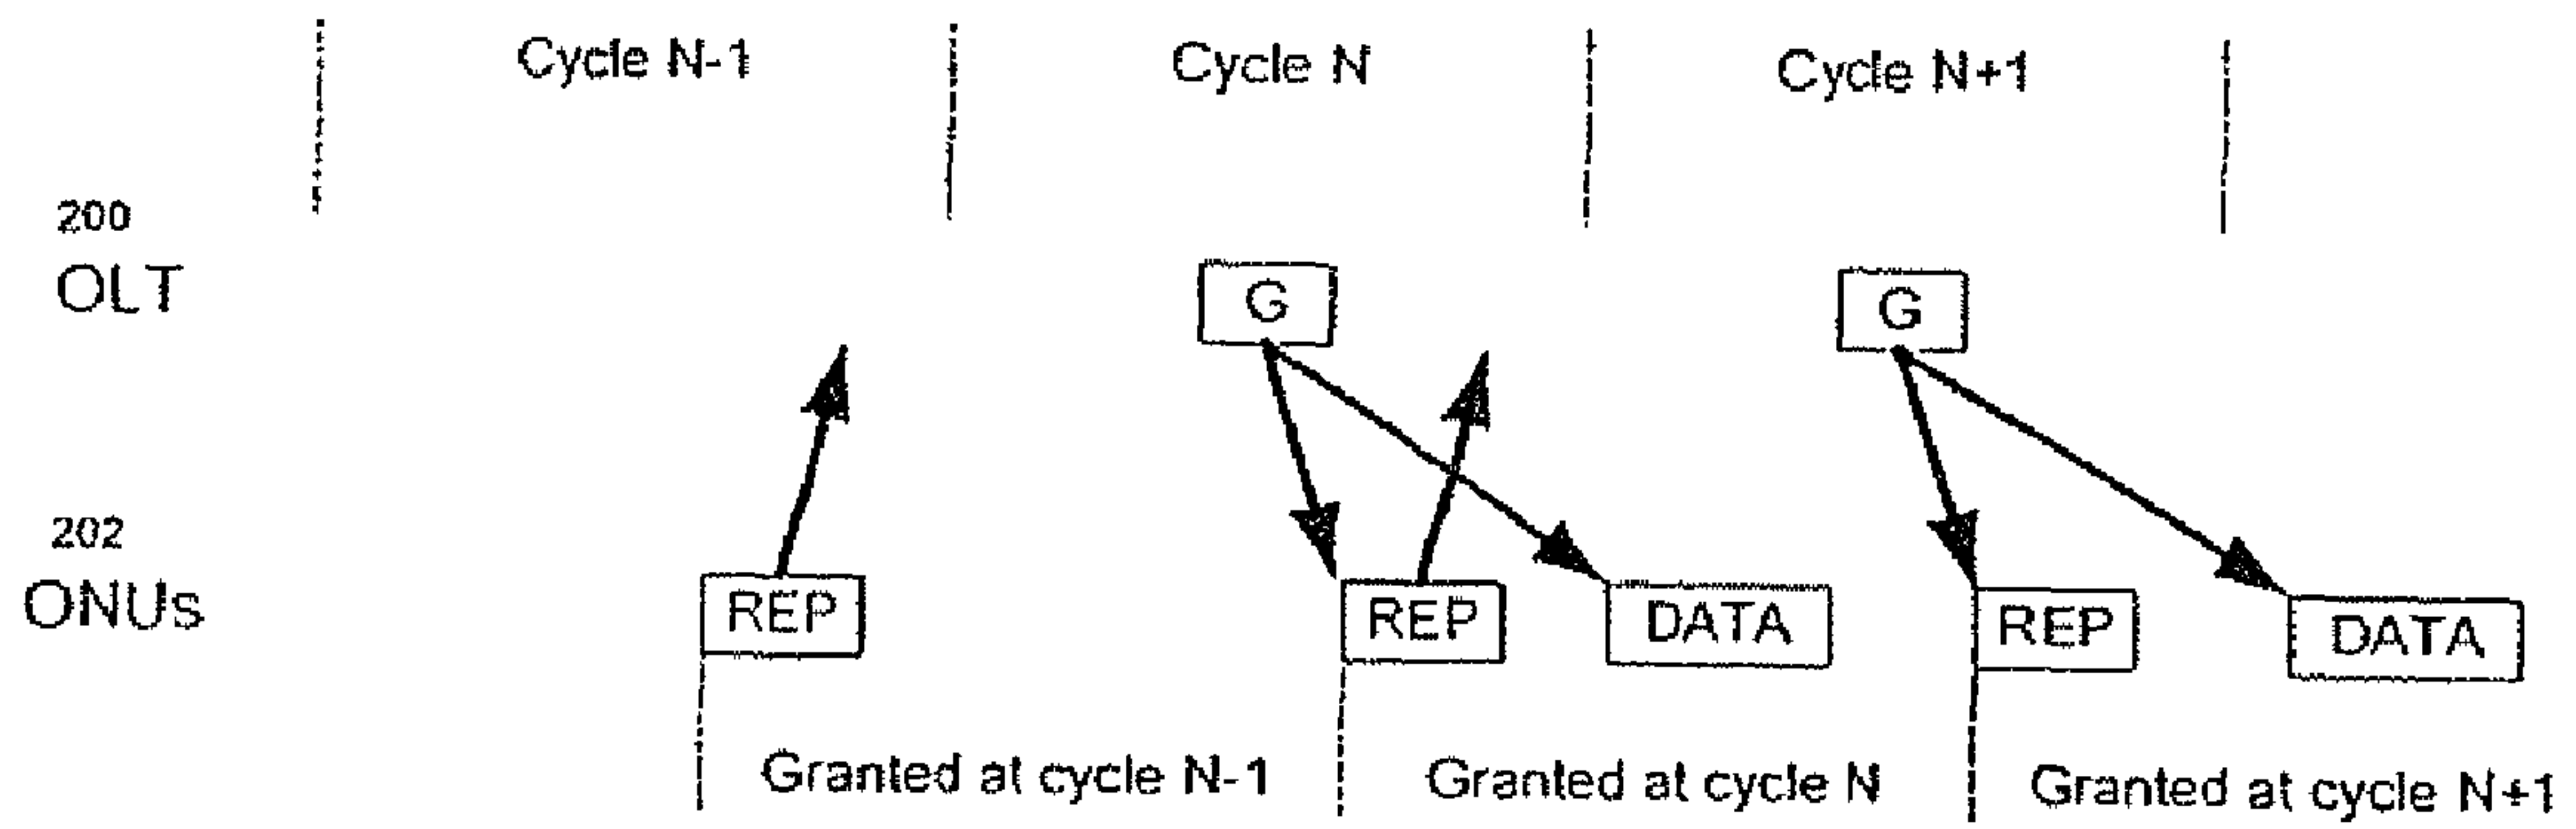 Cycle N-1
Cycle N
Cycle N+1
200
OLT
G
G
202
ONUs
REP
REP
DATA
REP
DATA
Granted at cycle N-1
Granted at cycle N
Granted at cycle N+1